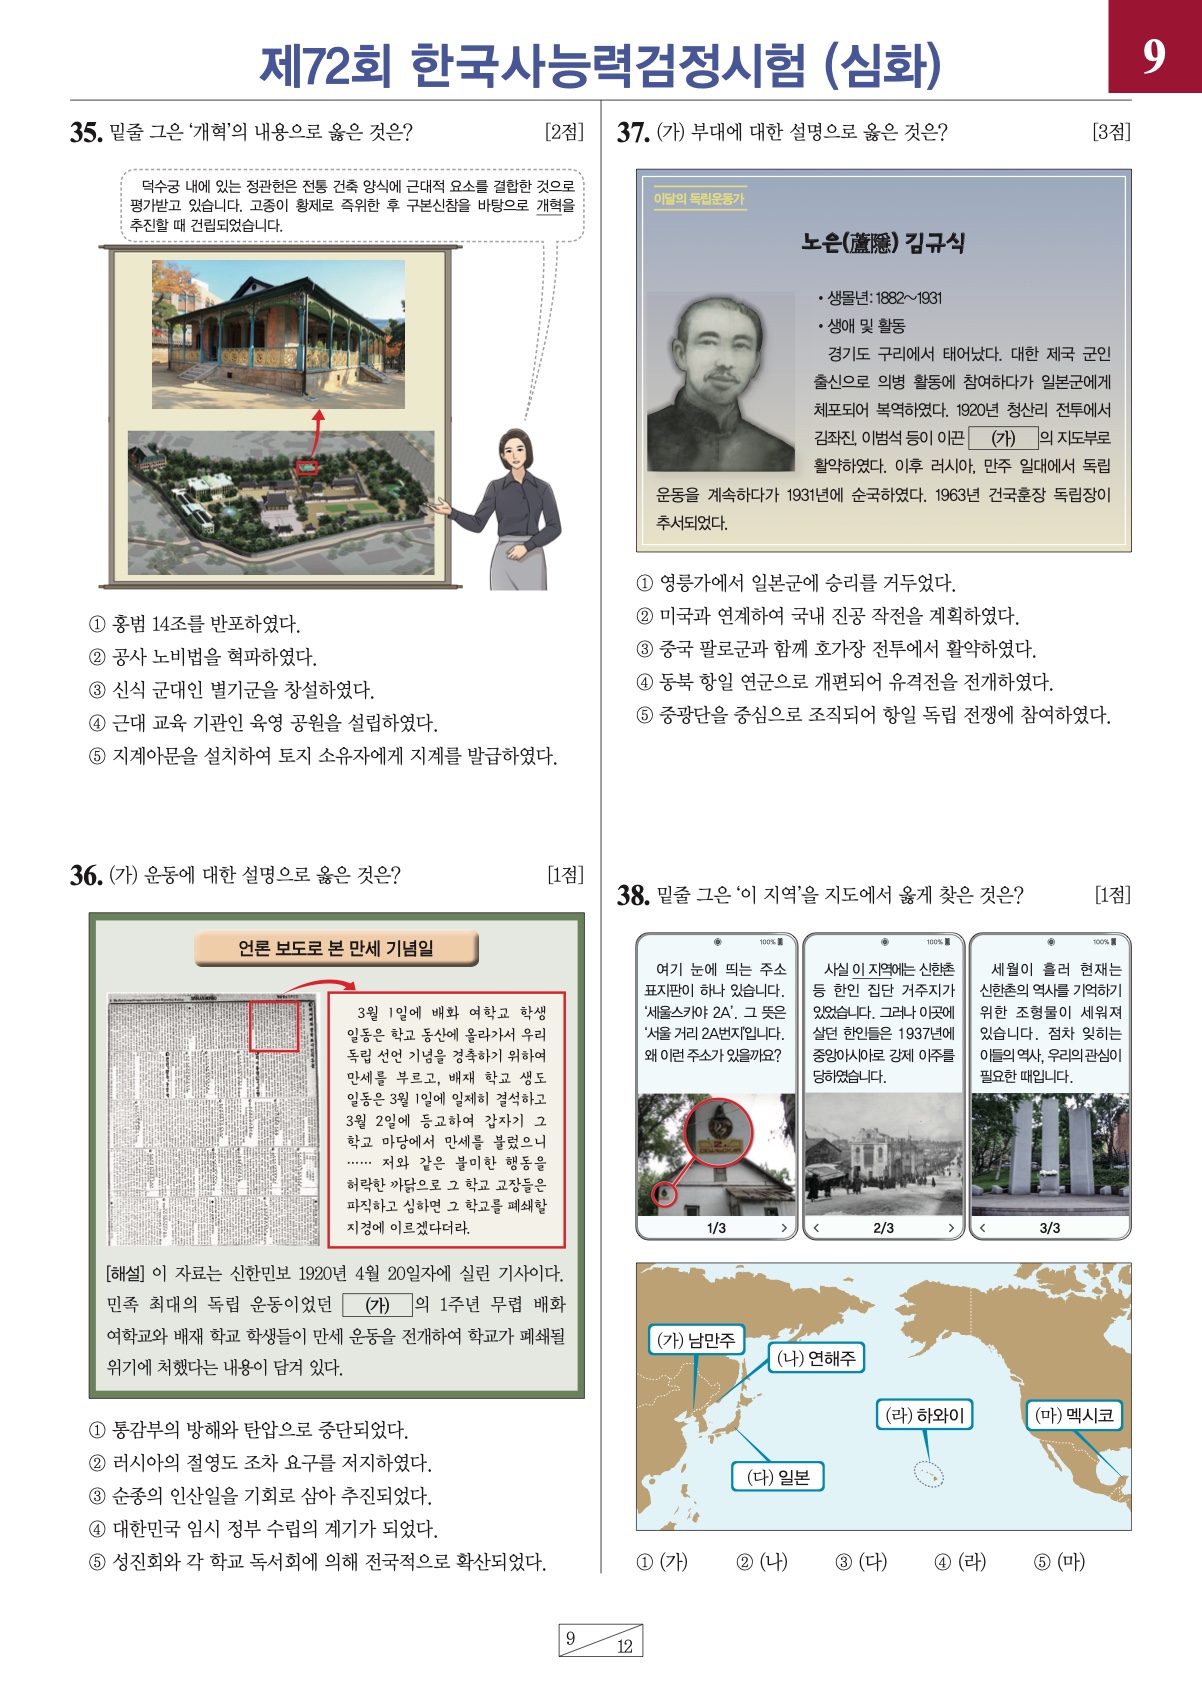 제72회 한국사능력검정시험 (심화)
9
35. 밑줄 그은 ‘개혁’의 내용으로 옳은 것은? [2점]
덕수궁 내에 있는 정관헌은 전통 건축 양식에 근대적 요소를 결합한 것으로
평가받고 있습니다. 고종이 황제로 즉위한 후 구본신참을 바탕으로 개혁을
추진할 때 건립되었습니다.
① 홍범 14조를 반포하였다.
② 공사 노비법을 혁파하였다.
③ 신식 군대인 별기군을 창설하였다.
④ 근대 교육 기관인 육영 공원을 설립하였다.
⑤ 지계아문을 설치하여 토지 소유자에게 지계를 발급하였다.
36. (가) 운동에 대한 설명으로 옳은 것은? [1점]
언론 보도로 본 만세 기념일
3월 1일에 배화 여학교 학생
일동은 학교 동산에 올라가서 우리
독립 선언 기념을 경축하기 위하여
만세를 부르고, 배재 학교 생도
일동은 3월 1일에 일제히 결석하고
3월 2일에 등교하여 갑자기 그
학교 마당에서 만세를 불렀으니
…… 저와 같은 불미한 행동을
허락한 까닭으로 그 학교 교장들은
파직하고 심하면 그 학교를 폐쇄할
지경에 이르겠다더라.
[해설] 이 자료는 신한민보 1920년 4월 20일자에 실린 기사이다.
민족 최대의 독립 운동이었던 (가) 의 1주년 무렵 배화
여학교와 배재 학교 학생들이 만세 운동을 전개하여 학교가 폐쇄될
위기에 처했다는 내용이 담겨 있다.
① 통감부의 방해와 탄압으로 중단되었다.
② 러시아의 절영도 조차 요구를 저지하였다.
③ 순종의 인산일을 기회로 삼아 추진되었다.
④ 대한민국 임시 정부 수립의 계기가 되었다.
⑤ 성진회와 각 학교 독서회에 의해 전국적으로 확산되었다.
37. (가) 부대에 대한 설명으로 옳은 것은? [3점]
이달의 독립운동가
노은(蘆隱) 김규식
• 생몰년: 1882~1931
• 생애 및 활동
경기도 구리에서 태어났다. 대한 제국 군인
출신으로 의병 활동에 참여하다가 일본군에게
체포되어 복역하였다. 1920년 청산리 전투에서
김좌진, 이범석 등이 이끈 (가) 의 지도부로
활약하였다. 이후 러시아, 만주 일대에서 독립
운동을 계속하다가 1931년에 순국하였다. 1963년 건국훈장 독립장이
추서되었다.
① 영릉가에서 일본군에 승리를 거두었다.
② 미국과 연계하여 국내 진공 작전을 계획하였다.
③ 중국 팔로군과 함께 호가장 전투에서 활약하였다.
④ 동북 항일 연군으로 개편되어 유격전을 전개하였다.
⑤ 중광단을 중심으로 조직되어 항일 독립 전쟁에 참여하였다.
38. 밑줄 그은 ‘이 지역’을 지도에서 옳게 찾은 것은? [1점]
100%
여기 눈에 띄는 주소
표지판이 하나 있습니다.
‘세울스카야 2A’. 그 뜻은
‘서울 거리 2A번지’입니다.
왜 이런 주소가 있을까요?
1/3 >
100%
사실 이 지역에는 신한촌
등 한인 집단 거주지가
있었습니다. 그러나 이곳에
살던 한인들은 1937년에
중앙아시아로 강제 이주를
당하였습니다.
< 2/3 >
100%
세월이 흘러 현재는
신한촌의 역사를 기억하기
위한 조형물이 세워져
있습니다. 점차 잊히는
이들의 역사, 우리의 관심이
필요한 때입니다.
< 3/3
(가) 남만주
(나) 연해주
(라) 하와이
(마) 멕시코
(다) 일본
① (가) ② (나) ③ (다) ④ (라) ⑤ (마)
9
12